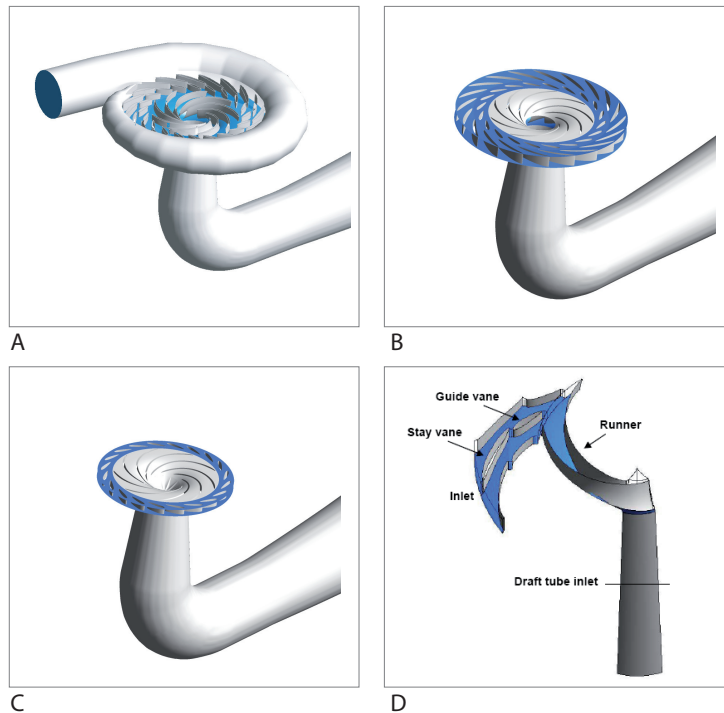 A
B
Guide vane
Stay vane
Runner
Inlet
Draft tube inlet
C
D